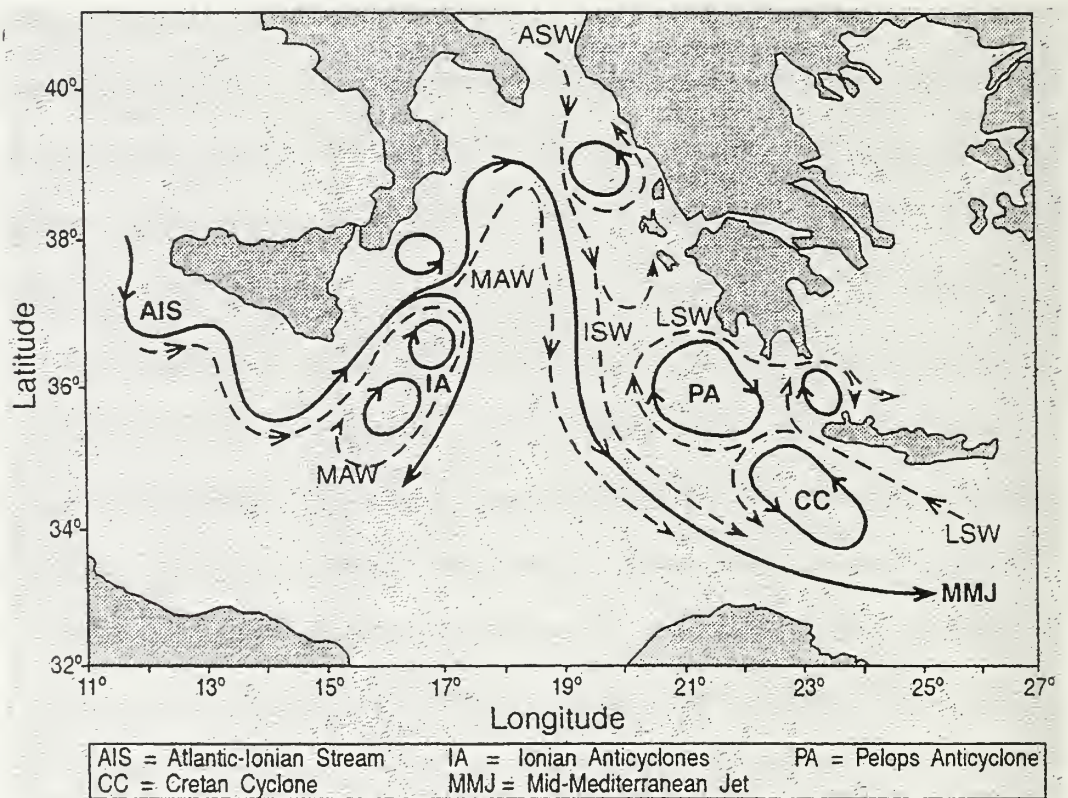 ASW
40°
38°
MAW
AIS
ISW
LSW
Latitude
36°
IA
PA
MAW
CC
34°
LSW
MMJ
32°
11° 13° 15° 17° 19° 21° 23° 25° 27°
Longitude
AIS = Atlantic-Ionian Stream IA = Ionian Anticyclones PA = Pelops Anticyclone
CC = Cretan Cyclone MMJ = Mid-Mediterranean Jet